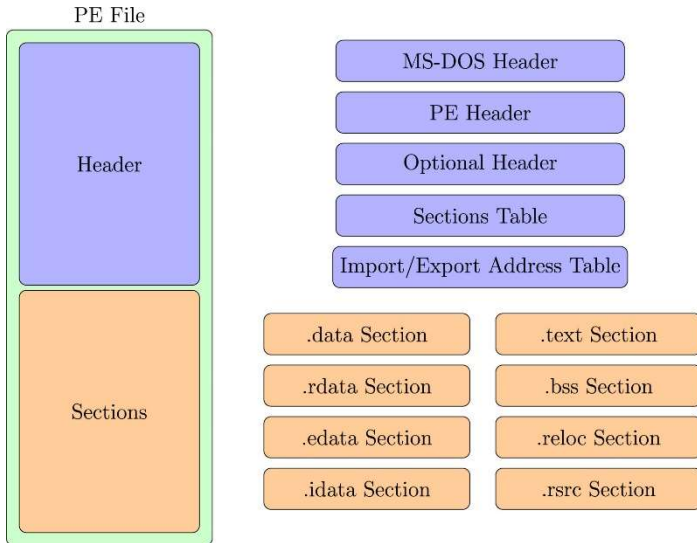 PE File
Header
Sections
MS-DOS Header
PE Header
Optional Header
Sections Table
Import/Export Address Table
.data Section
.text Section
.rdata Section
.bss Section
.edata Section
.reloc Section
.idata Section
.rsrc Section